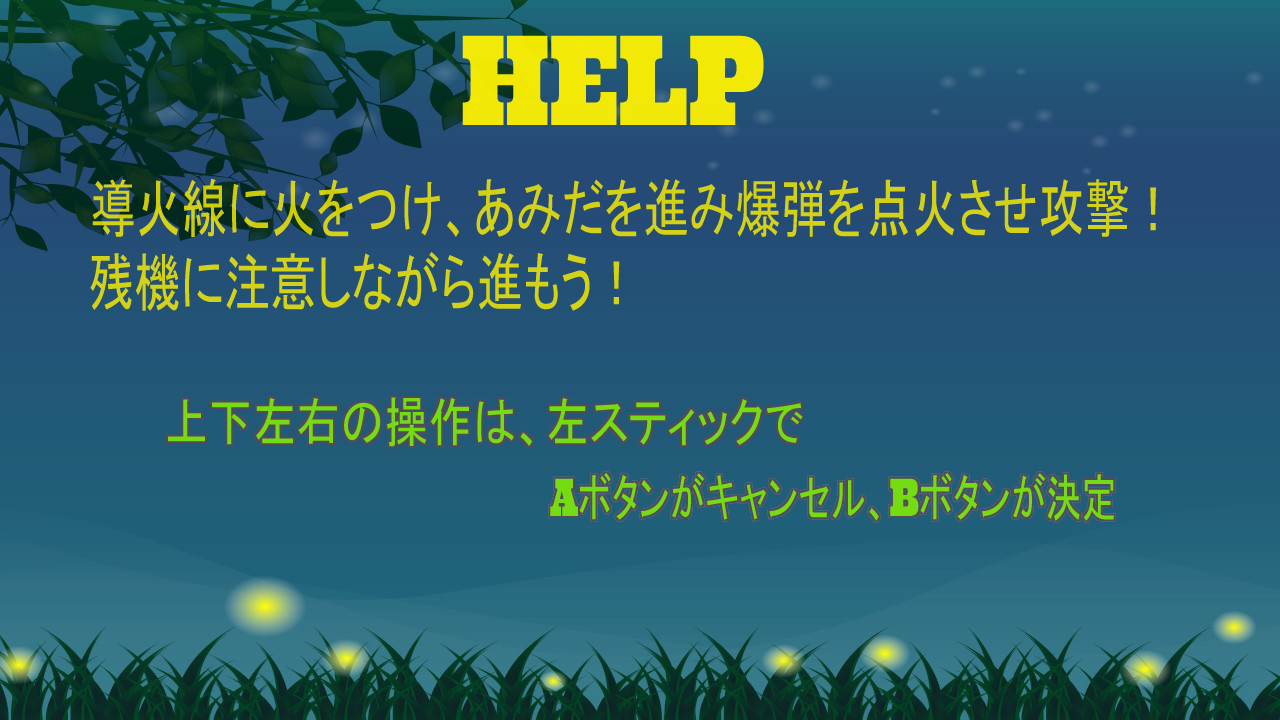 HELP
導火線に火をつけ、あみだを進み爆弾を点火させ攻撃！
残機に注意しながら進もう！
上下左右の操作は、左スティックで
Aボタンがキャンセル、Bボタンが決定